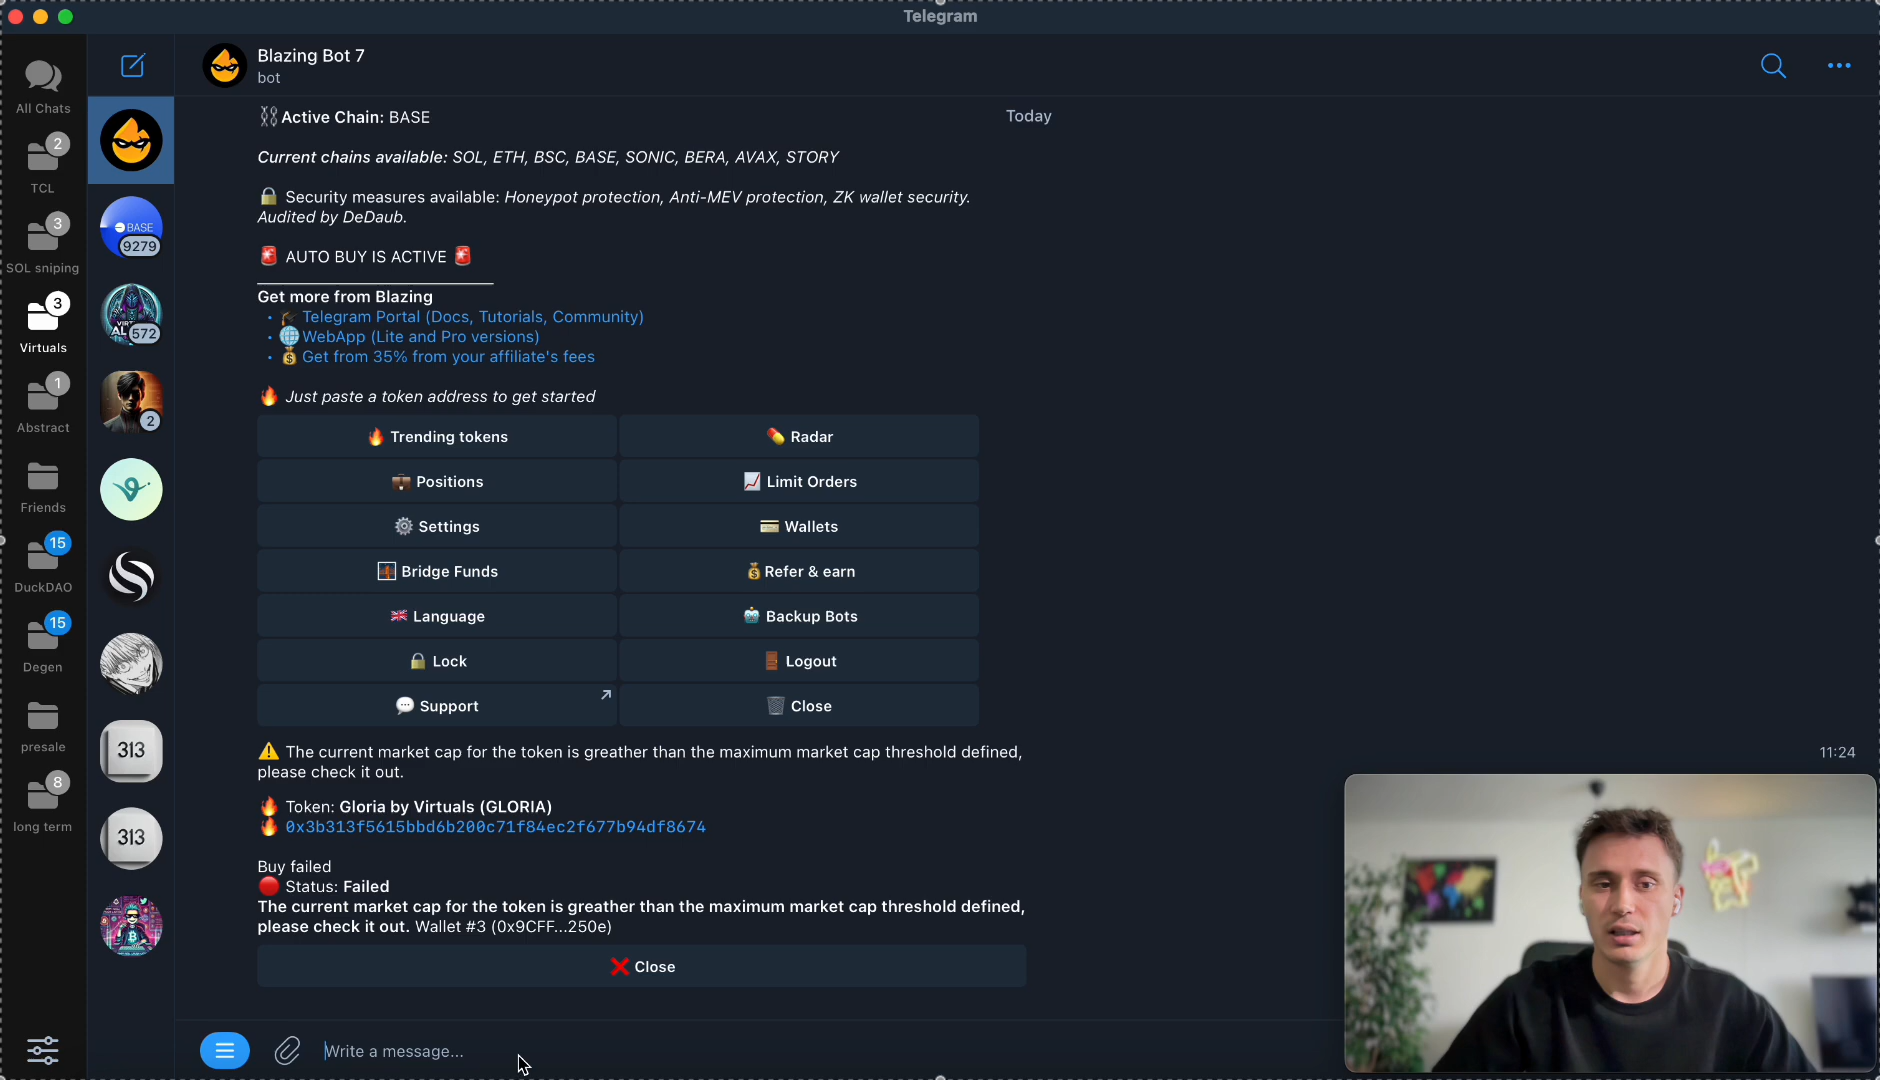 Telegram
All Chats
2
TCL
3
SOL sniping
3
Virtuals
1
Abstract
Friends
15
DuckDAO
15
Degen
presale
8
long term
BASE
9279
572
2
313
313
Blazing Bot 7
bot
Today
Active Chain: BASE
Current chains available: SOL, ETH, BSC, BASE, SONIC, BERA, AVAX, STORY
Security measures available: Honeypot protection, Anti-MEV protection, ZK wallet security.
Audited by DeDaub.
AUTO BUY IS ACTIVE
Get more from Blazing
• Telegram Portal (Docs, Tutorials, Community)
• WebApp (Lite and Pro versions)
• Get from 35% from your affiliate's fees
Just paste a token address to get started
Trending tokens
Radar
Positions
Limit Orders
Settings
Wallets
Bridge Funds
Refer & earn
Language
Backup Bots
Lock
Logout
Support
Close
The current market cap for the token is greather than the maximum market cap threshold defined,
please check it out.
11:24
Token: Gloria by Virtuals (GLORIA)
0x3b313f5615bbd6b200c71f84ec2f677b94df8674
Buy failed
Status: Failed
The current market cap for the token is greather than the maximum market cap threshold defined,
please check it out. Wallet #3 (0x9CFF...250e)
Close
Write a message...